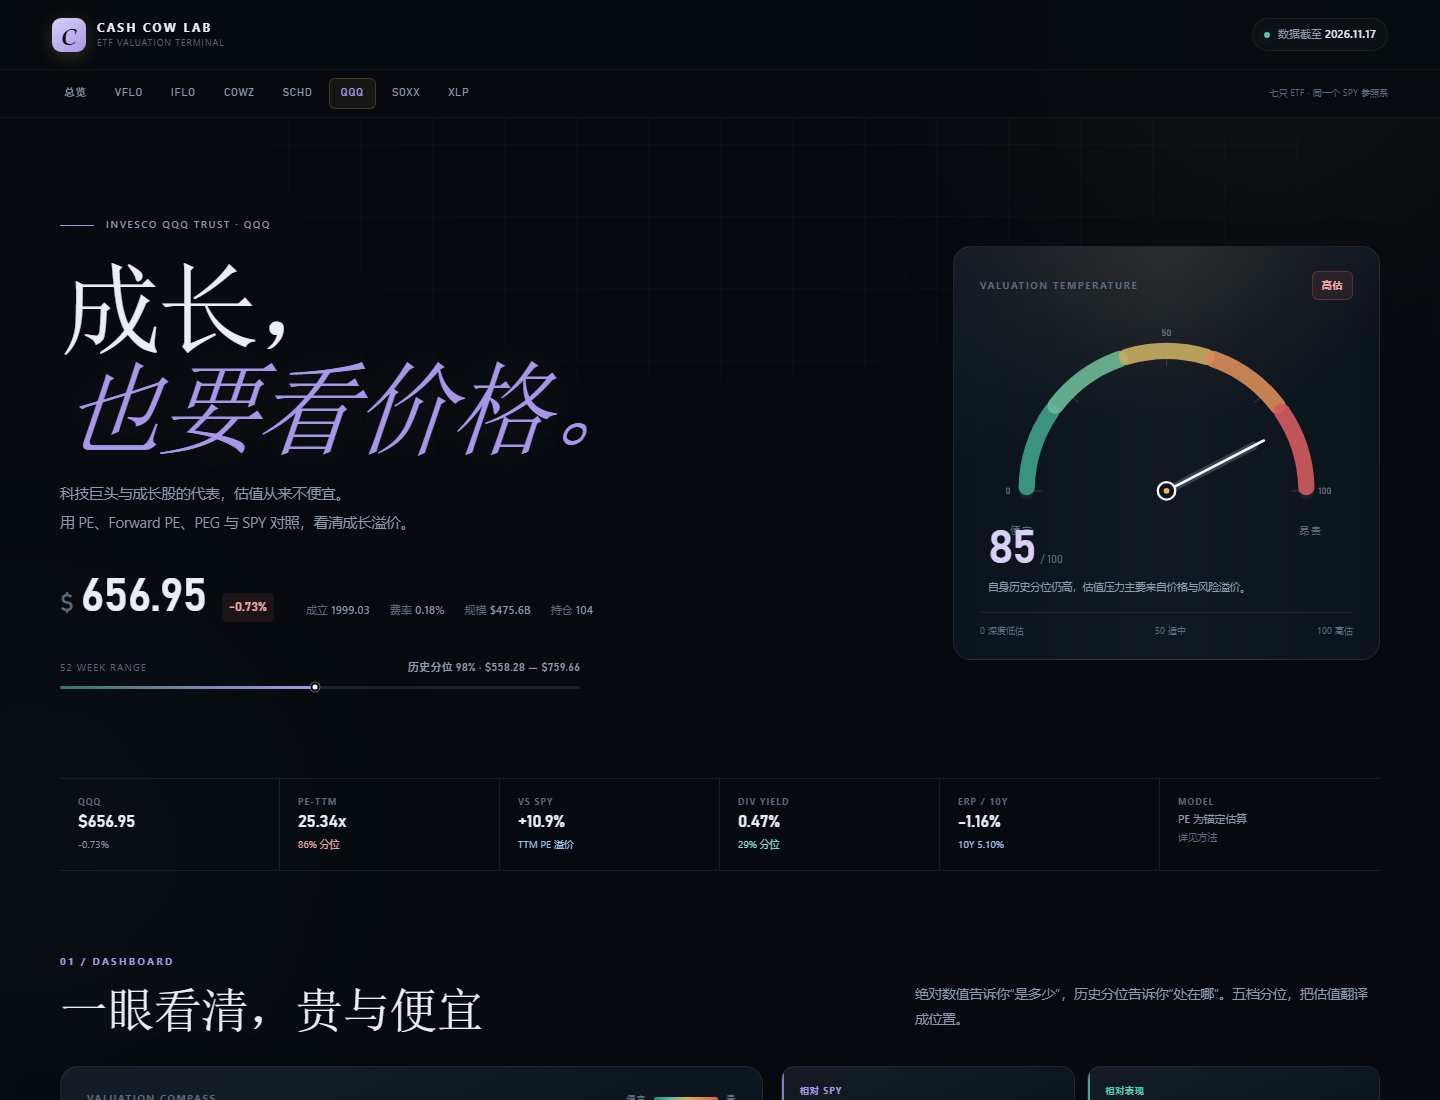 C
CASH COW LAB
ETF VALUATION TERMINAL
数据截至 2026.11.17
总览
VFLO
IFLO
COWZ
SCHD
QQQ
SOXX
XLP
七只 ETF · 同一个 SPY 参照系
INVESCO QQQ TRUST · QQQ
成长，
也要看价格。
科技巨头与成长股的代表，估值从来不便宜。
用 PE、Forward PE、PEG 与 SPY 对照，看清成长溢价。
$ 656.95 -0.73%
成立 1999.03 费率 0.18% 规模 $475.6B 持仓 104
52 WEEK RANGE
历史分位 98% · $558.28 — $759.66
VALUATION TEMPERATURE
高估
50
0
100
便宜
昂贵
85 / 100
自身历史分位仍高，估值压力主要来自价格与风险溢价。
0 深度低估
50 适中
100 高估
QQQ
$656.95
-0.73%
PE-TTM
25.34x
86% 分位
VS SPY
+10.9%
TTM PE 溢价
DIV YIELD
0.47%
29% 分位
ERP / 10Y
-1.16%
10Y 5.10%
MODEL
PE 为锚定估算
详见方法
01 / DASHBOARD
一眼看清，贵与便宜
绝对数值告诉你“是多少”，历史分位告诉你“处在哪”。五档分位，把估值翻译
成位置。
VALUATION COMPASS
便宜
贵
相对 SPY
相对表现